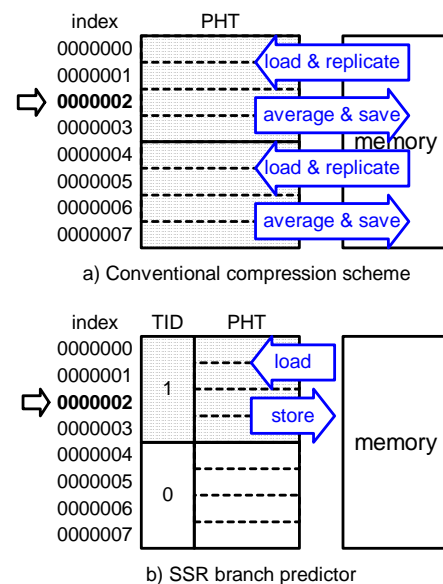 index PHT
0000000
0000001
0000002
0000003
0000004
0000005
0000006
0000007
load & replicate
average & save
load & replicate
average & save
memory
a) Conventional compression scheme
index TID PHT
0000000
0000001
0000002
0000003
0000004
0000005
0000006
0000007
1
0
load
store
memory
b) SSR branch predictor